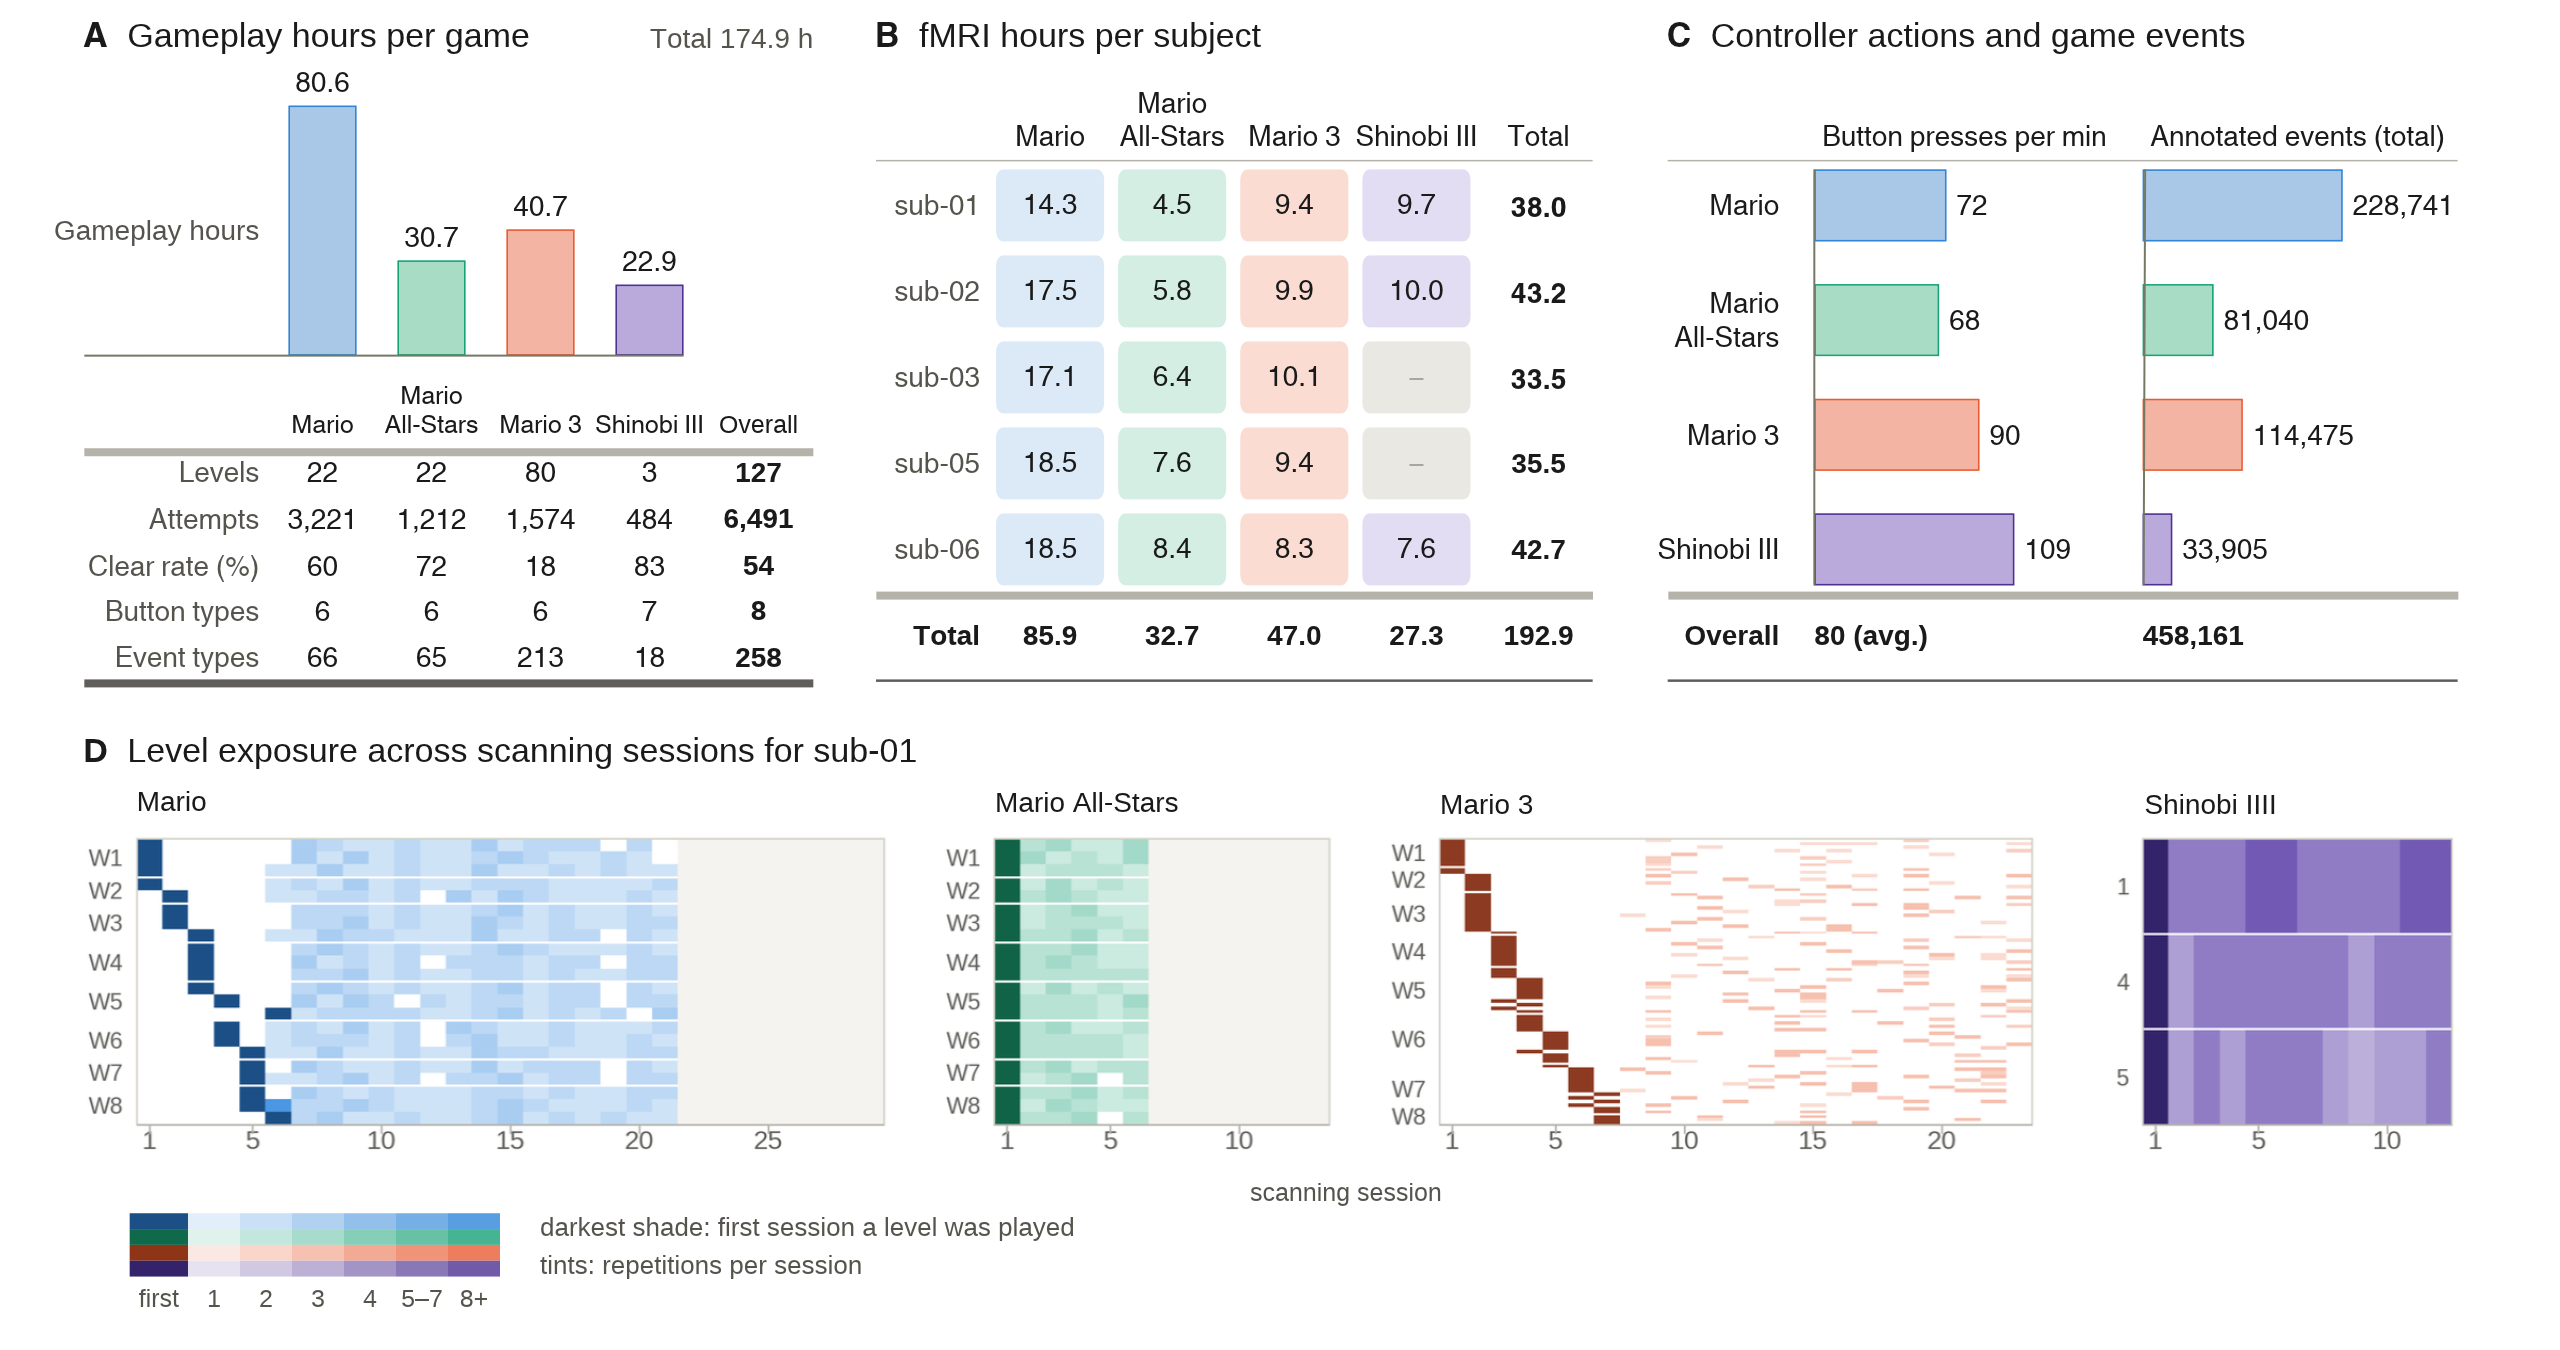 A Gameplay hours per game
Total 174.9 h
80.6
30.7
40.7
22.9
Gameplay hours
Mario
Mario All-Stars
Mario 3
Shinobi III
Overall
Levels 22 22 80 3 127
Attempts 3,221 1,212 1,574 484 6,491
Clear rate (%) 60 72 18 83 54
Button types 6 6 6 7 8
Event types 66 65 213 18 258
B fMRI hours per subject
Mario
Mario All-Stars
Mario 3
Shinobi III
Total
sub-01 14.3 4.5 9.4 9.7 38.0
sub-02 17.5 5.8 9.9 10.0 43.2
sub-03 17.1 6.4 10.1 – 33.5
sub-05 18.5 7.6 9.4 – 35.5
sub-06 18.5 8.4 8.3 7.6 42.7
Total 85.9 32.7 47.0 27.3 192.9
C Controller actions and game events
Button presses per min Annotated events (total)
Mario 72 228,741
Mario
All-Stars 68 81,040
Mario 3 90 114,475
Shinobi III 109 33,905
Overall 80 (avg.) 458,161
D Level exposure across scanning sessions for sub-01
Mario
W1
W2
W3
W4
W5
W6
W7
W8
1 5 10 15 20 25
Mario All-Stars
W1
W2
W3
W4
W5
W6
W7
W8
1 5 10
Mario 3
W1
W2
W3
W4
W5
W6
W7
W8
1 5 10 15 20
Shinobi IIII
1
4
5
1 5 10
scanning session
darkest shade: first session a level was played
tints: repetitions per session
first 1 2 3 4 5–7 8+